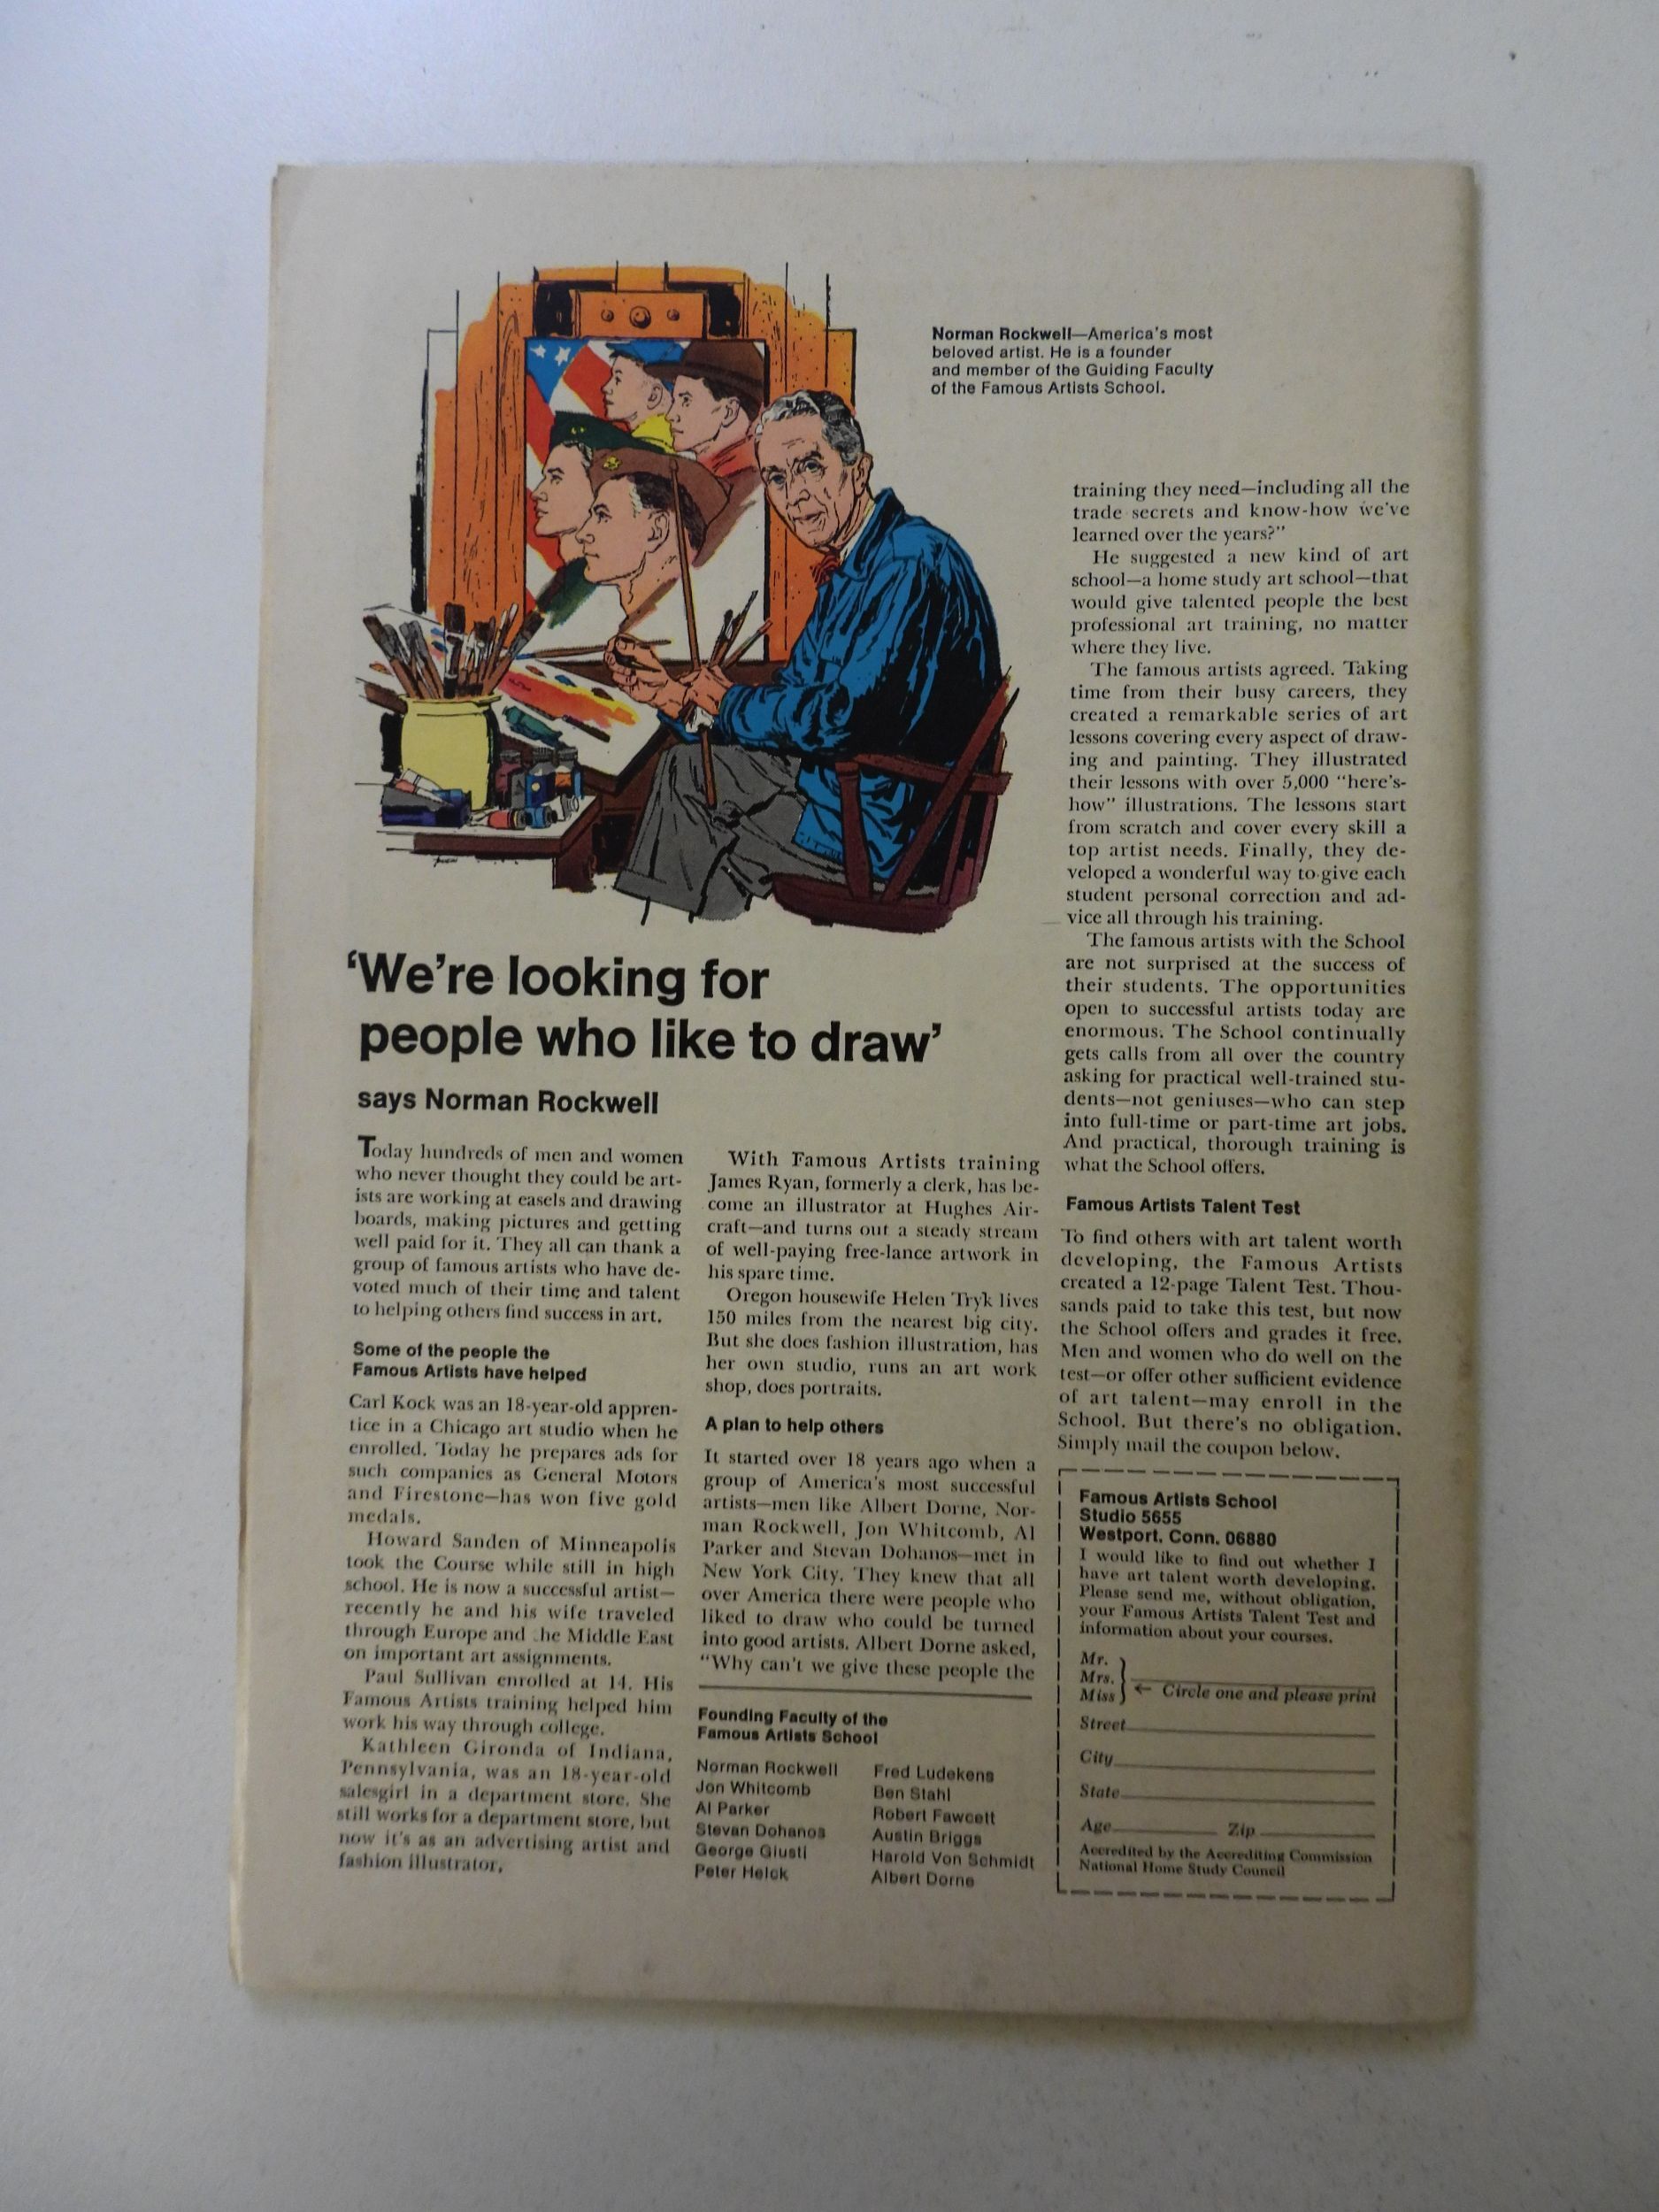 Norman Rockwell—America's most
beloved artist. He is a founder
and member of the Guiding Faculty
of the Famous Artists School.
'We're looking for
people who like to draw'
says Norman Rockwell
Today hundreds of men and women
who never thought they could be art-
ists are working at easels and drawing
boards, making pictures and getting
well paid for it. They all can thank a
group of famous artists who have de-
voted much of their time and talent
to helping others find success in art.
Some of the people the
Famous Artists have helped
Carl Kock was an 18-year-old appren-
tice in a Chicago art studio when he
enrolled. Today he prepares ads for
such companies as General Motors
and Firestone—has won five gold
medals.
Howard Sanden of Minneapolis
took the Course while still in high
school. He is now a successful artist—
recently he and his wife traveled
through Europe and he Middle East
on important art assignments.
Paul Sullivan enrolled at 14. His
Famous Artists training helped him
work his way through college.
Kathleen Gironda of Indiana,
Pennsylvania, was an 18-year-old
salesgirl in a department store. She
still works for a department store, but
now it's as an advertising artist and
fashion illustrator.
With Famous Artists training
James Ryan, formerly a clerk, has be-
come an illustrator at Hughes Air-
craft—and turns out a steady stream
of well-paying free-lance artwork in
his spare time.
Oregon housewife Helen Tryk lives
150 miles from the nearest big city.
But she does fashion illustration, has
her own studio, runs an art work
shop, does portraits.
A plan to help others
It started over 18 years ago when a
group of America's most successful
artists—men like Albert Dorne, Nor-
man Rockwell, Jon Whitcomb, Al
Parker and Stevan Dohanos—met in
New York City. They knew that all
over America there were people who
liked to draw who could be turned
into good artists. Albert Dorne asked,
"Why can't we give these people the
training they need—including all the
trade secrets and know-how we've
learned over the years?"
He suggested a new kind of art
school—a home study art school—that
would give talented people the best
professional art training, no matter
where they live.
The famous artists agreed. Taking
time from their busy careers, they
created a remarkable series of art
lessons covering every aspect of draw-
ing and painting. They illustrated
their lessons with over 5,000 "here's-
how" illustrations. The lessons start
from scratch and cover every skill a
top artist needs. Finally, they de-
veloped a wonderful way to give each
student personal correction and ad-
vice all through his training.
The famous artists with the School
are not surprised at the success of
their students. The opportunities
open to successful artists today are
enormous. The School continually
gets calls from all over the country
asking for practical well-trained stu-
dents—not geniuses—who can step
into full-time or part-time art jobs.
And practical, thorough training is
what the School offers.
Famous Artists Talent Test
To find others with art talent worth
developing, the Famous Artists
created a 12-page Talent Test. Thou-
sands paid to take this test, but now
the School offers and grades it free.
Men and women who do well on the
test—or offer other sufficient evidence
of art talent—may enroll in the
School. But there's no obligation.
Simply mail the coupon below.
Founding Faculty of the
Famous Artists School
Norman Rockwell
Jon Whitcomb
Al Parker
Stevan Dohanos
George Giusti
Peter Helck
Fred Ludekens
Ben Stahl
Robert Fawcett
Austin Briggs
Harold Von Schmidt
Albert Dorne
Famous Artists School
Studio 5655
Westport, Conn. 06880
I would like to find out whether I
have art talent worth developing.
Please send me, without obligation,
your Famous Artists Talent Test and
information about your courses.
Mr.
Mrs.
Miss ← Circle one and please print
Street
City
State
Age Zip
Accredited by the Accrediting Commission
National Home Study Council